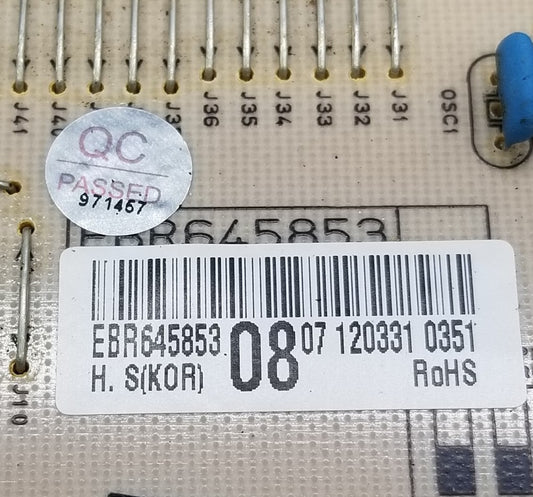 J41
J40
J36
J35
J34
J33
J32
J31
OSC1
QC
PASSED
971467
EBR645853
EBR645853 08 07 120331 0351
H. S(KOR) RoHS
J10